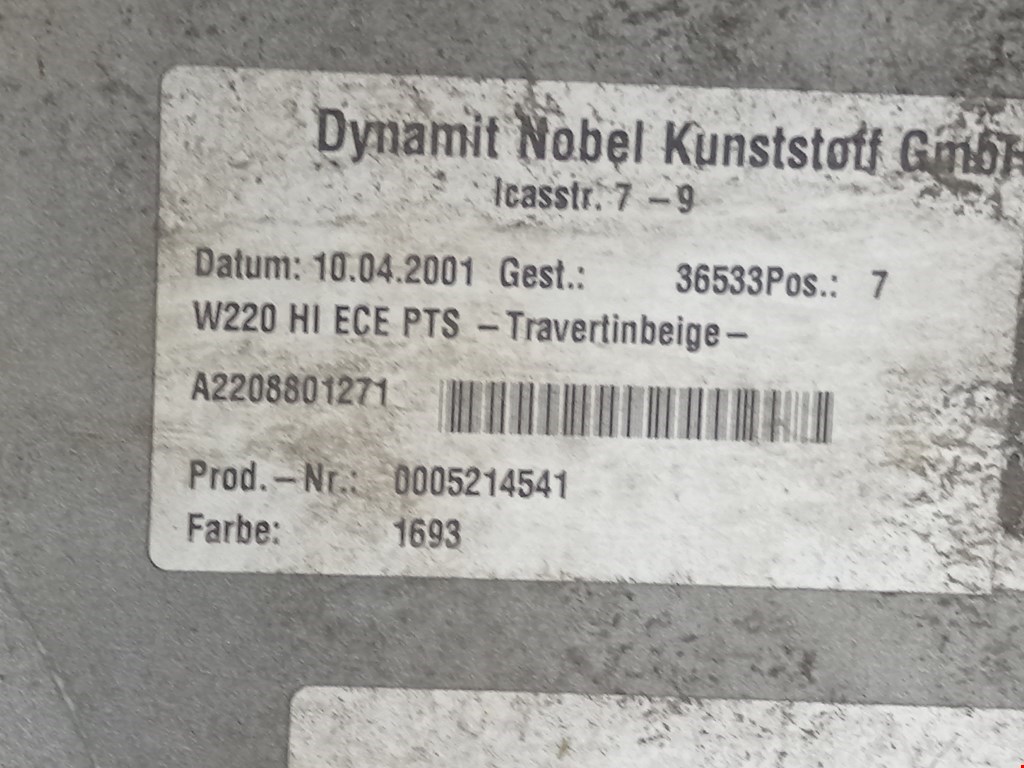 Dynamit Nobel Kunststoff GmbH
Icasstr. 7 – 9
Datum: 10.04.2001 Gest.: 36533Pos.: 7
W220 HI ECE PTS – Travertinbeige –
A2208801271
Prod. – Nr.: 0005214541
Farbe: 1693